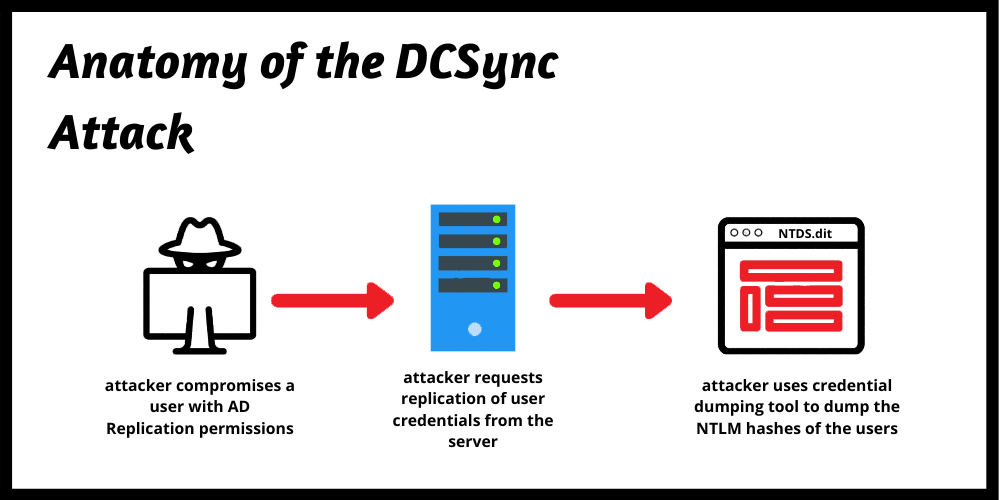 Anatomy of the DCSync
Attack
NTDS.dit
attacker compromises a
user with AD
Replication permissions
attacker requests
replication of user
credentials from the
server
attacker uses credential
dumping tool to dump the
NTLM hashes of the users